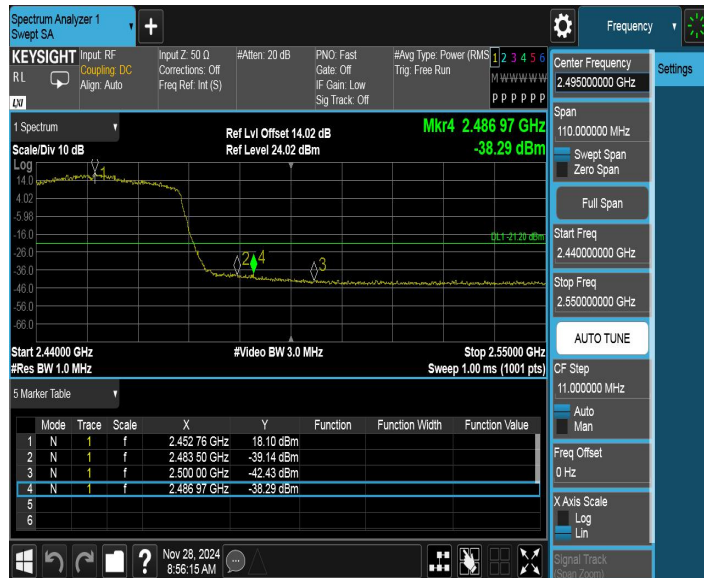 Spectrum Analyzer 1
Swept SA
+
Frequency
KEYSIGHT
RL
LXI
Input: RF
Coupling: DC
Align: Auto
Input Z: 50 Ω
Corrections: Off
Freq Ref: Int (S)
#Atten: 20 dB
PNO: Fast
Gate: Off
IF Gain: Low
Sig Track: Off
#Avg Type: Power (RMS
Trig: Free Run
1 2 3 4 5 6
M W W W W W
P P P P P P
1 Spectrum
Scale/Div 10 dB
Ref Lvl Offset 14.02 dB
Ref Level 24.02 dBm
Mkr4 2.486 97 GHz
-38.29 dBm
Log
14.0
4.02
-5.98
-16.0
-26.0
-36.0
-46.0
-56.0
-66.0
1
2
4
3
DL1 -21.20 dBm
Start 2.44000 GHz
#Res BW 1.0 MHz
#Video BW 3.0 MHz
Stop 2.55000 GHz
Sweep 1.00 ms (1001 pts)
5 Marker Table
Mode Trace Scale X Y Function Function Width Function Value
1 N 1 f 2.452 76 GHz 18.10 dBm
2 N 1 f 2.483 50 GHz -39.14 dBm
3 N 1 f 2.500 00 GHz -42.43 dBm
4 N 1 f 2.486 97 GHz -38.29 dBm
5
6
?
Nov 28, 2024
8:56:15 AM
Center Frequency
2.495000000 GHz
Settings
Span
110.000000 MHz
Swept Span
Zero Span
Full Span
Start Freq
2.440000000 GHz
Stop Freq
2.550000000 GHz
AUTO TUNE
CF Step
11.000000 MHz
Auto
Man
Freq Offset
0 Hz
X Axis Scale
Log
Lin
Signal Track
(Span Zoom)